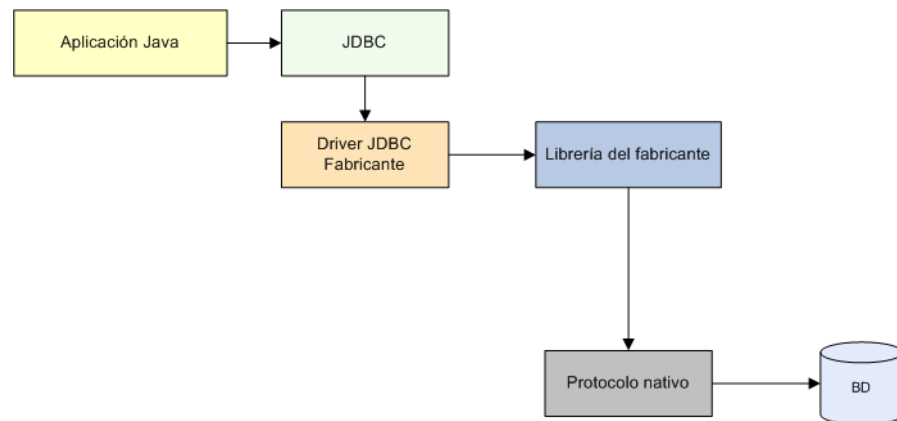 Aplicación Java
JDBC
Driver JDBC
Fabricante
Librería del fabricante
Protocolo nativo
BD